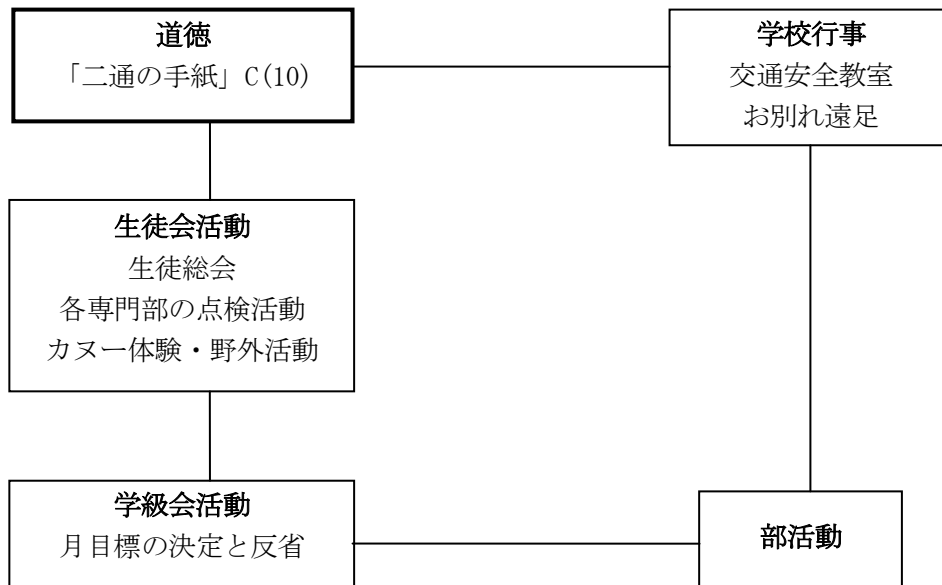 道徳
「二通の手紙」C(10)
学校行事
交通安全教室
お別れ遠足
生徒会活動
生徒総会
各専門部の点検活動
カヌー体験・野外活動
学級会活動
月目標の決定と反省
部活動